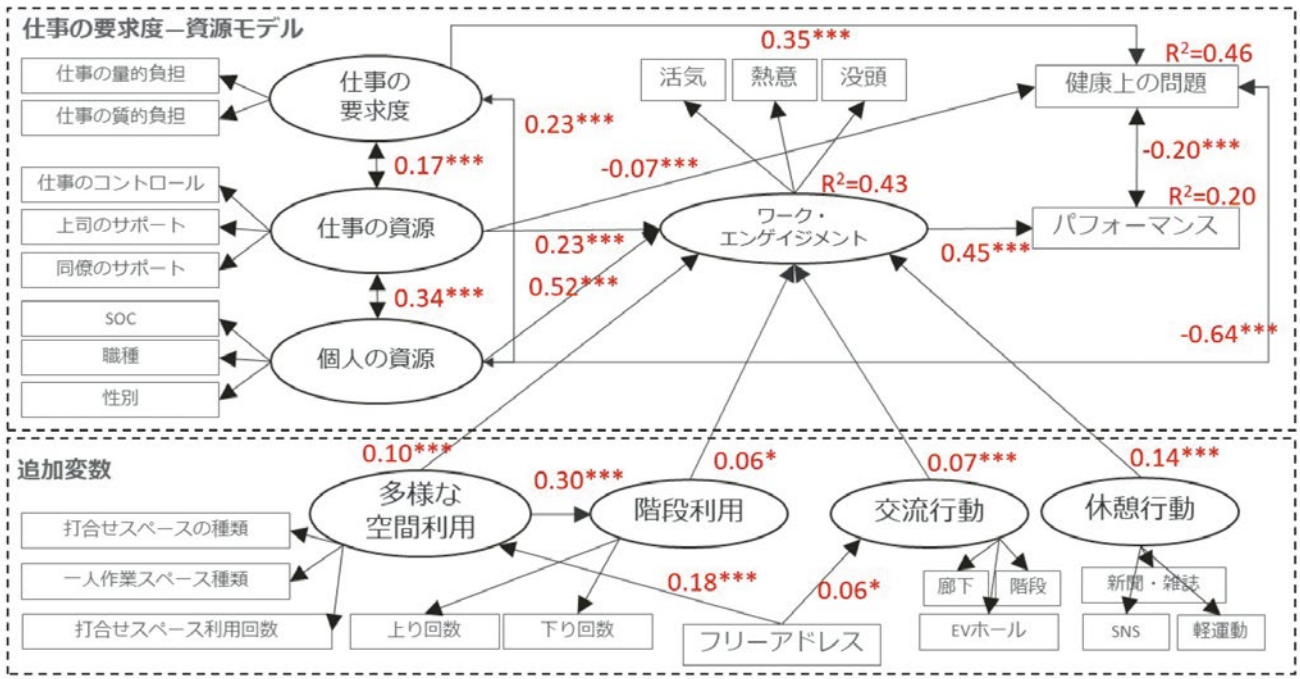 仕事の要求度―資源モデル
0.35***
R²=0.46
仕事の量的負担
仕事の質的負担
仕事の
要求度
活気
熱意
没頭
健康上の問題
0.23***
0.17***
-0.07***
-0.20***
仕事のコントロール
上司のサポート
同僚のサポート
仕事の資源
R²=0.43
ワーク・
エンゲイジメント
R²=0.20
パフォーマンス
0.23***
0.45***
0.34***
0.52***
SOC
職種
性別
個人の資源
-0.64***
追加変数
0.10***
0.06*
0.07***
0.14***
0.30***
多様な
空間利用
階段利用
交流行動
休憩行動
打合せスペースの種類
一人作業スペース種類
打合せスペース利用回数
0.18***
0.06*
廊下
階段
新聞・雑誌
上り回数
下り回数
フリーアドレス
EVホール
SNS
軽運動